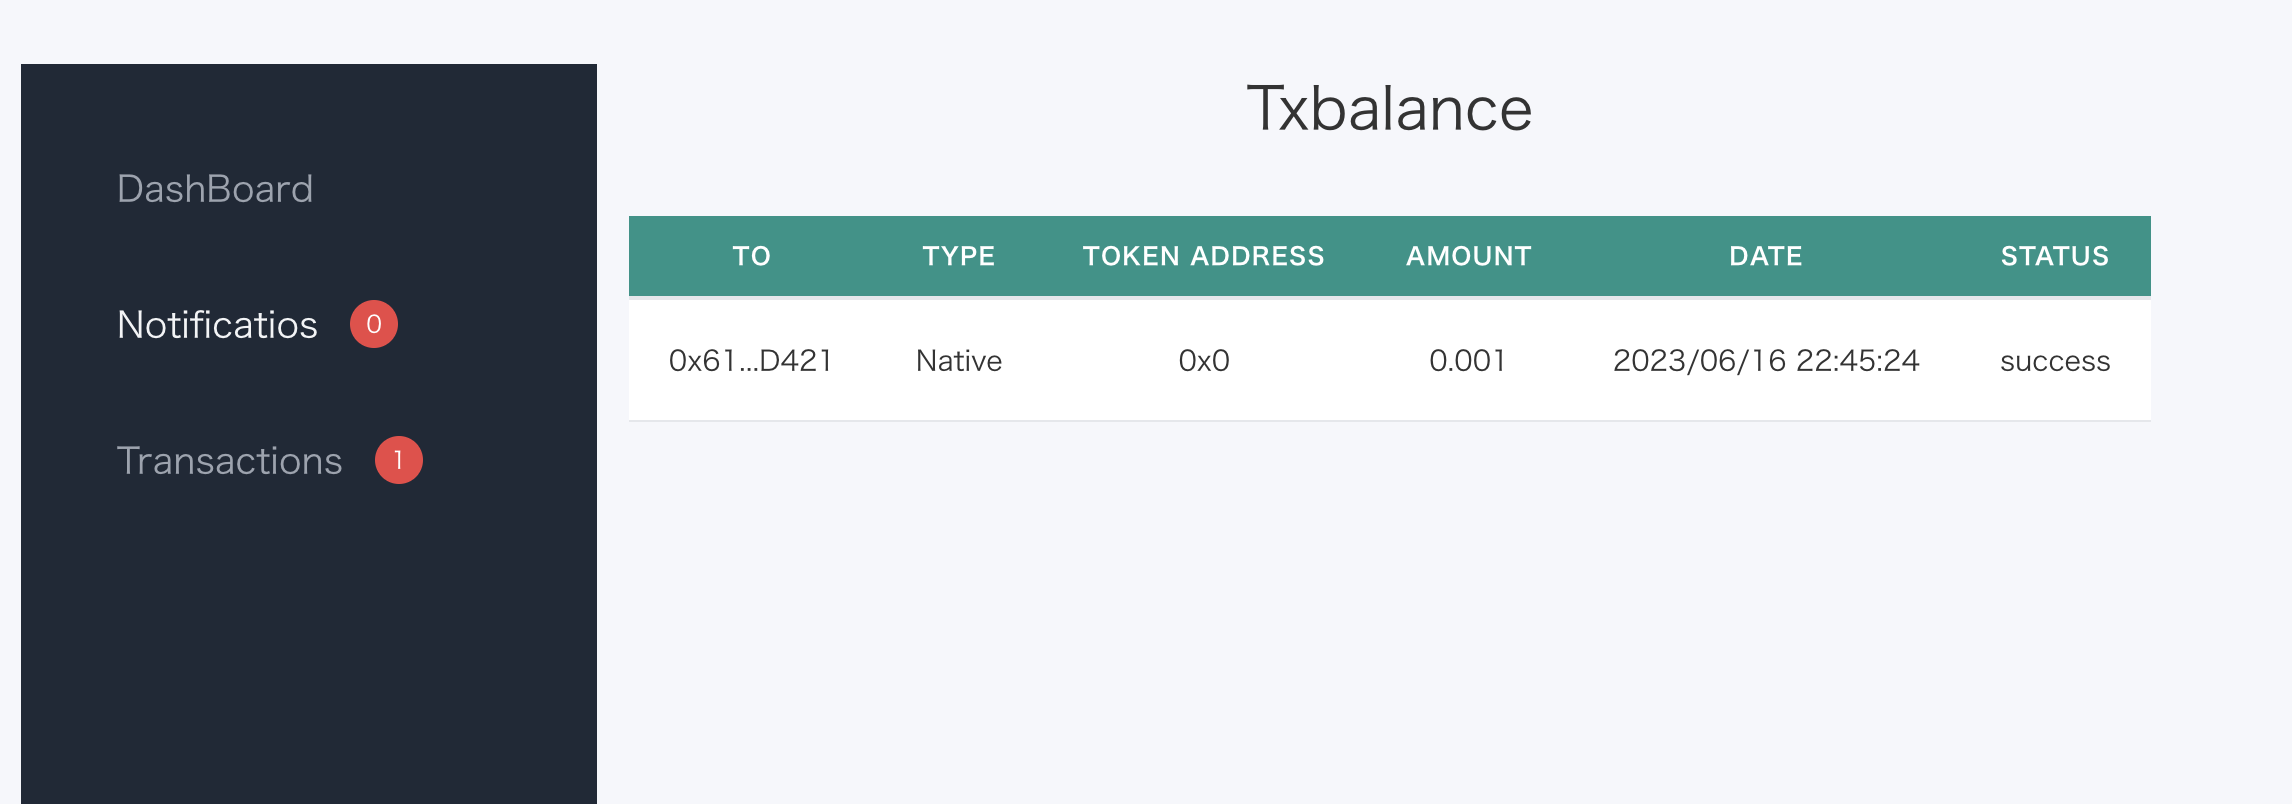 DashBoard
Notificatios 0
Transactions 1
Txbalance
TO TYPE TOKEN ADDRESS AMOUNT DATE STATUS
0x61...D421 Native 0x0 0.001 2023/06/16 22:45:24 success